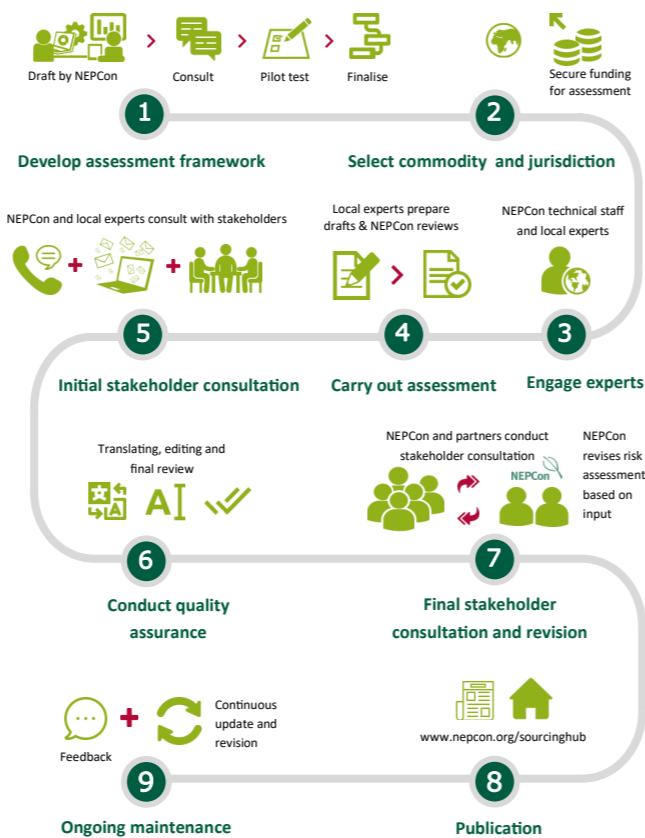 Draft by NEPCon
Consult
Pilot test
Finalise
Secure funding
for assessment
1
2
Develop assessment framework
Select commodity and jurisdiction
NEPCon and local experts consult with stakeholders
Local experts prepare
drafts & NEPCon reviews
NEPCon technical staff
and local experts
5
4
3
Initial stakeholder consultation
Carry out assessment
Engage experts
Translating, editing and
final review
A
A
NEPCon and partners conduct
stakeholder consultation
NEPCon
NEPCon
revises risk
assessment
based on
input
6
7
Conduct quality
assurance
Final stakeholder
consultation and revision
Feedback
Continuous
update and
revision
www.nepcon.org/sourcinghub
9
8
Ongoing maintenance
Publication